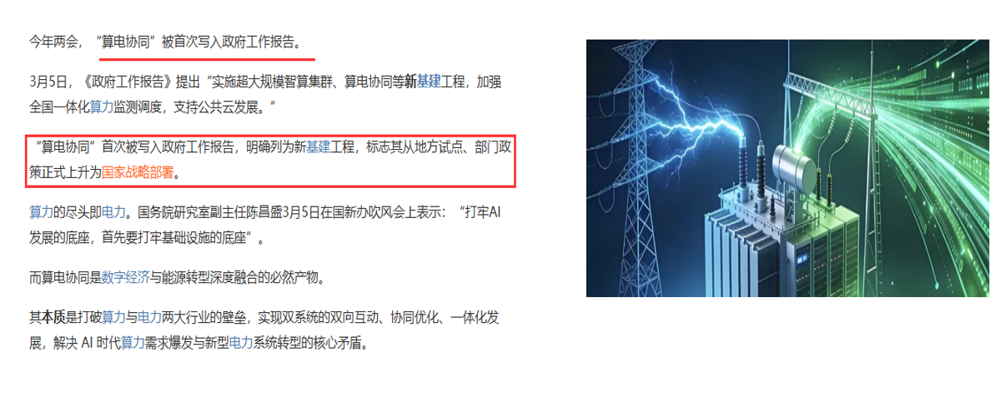 今年两会，“算电协同”被首次写入政府工作报告。
3月5日，《政府工作报告》提出“实施超大规模智算集群、算电协同等新基建工程，加强
全国一体化算力监测调度，支持公共云发展。”
“算电协同”首次被写入政府工作报告，明确列为新基建工程，标志其从地方试点、部门政
策正式上升为国家战略部署。
算力的尽头即电力。国务院研究室副主任陈昌盛3月5日在国新办吹风会上表示：“打牢AI
发展的底座，首先要打牢基础设施的底座”。
而算电协同是数字经济与能源转型深度融合的必然产物。
其本质是打破算力与电力两大行业的壁垒，实现双系统的双向互动、协同优化、一体化发
展，解决 AI 时代算力需求爆发与新型电力系统转型的核心矛盾。